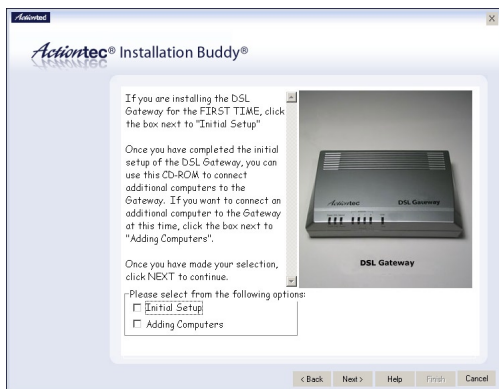 Actiontec
Actiontec® Installation Buddy®
If you are installing the DSL
Gateway for the FIRST TIME, click
the box next to "Initial Setup"
Once you have completed the initial
setup of the DSL Gateway, you can
use this CD-ROM to connect
additional computers to the
Gateway. If you want to connect an
additional computer to the Gateway
at this time, click the box next to
"Adding Computers".
Once you have made your selection,
click NEXT to continue.
Actiontec DSL Gateway
DSL Gateway
Please select from the following options:
Initial Setup
Adding Computers
< Back Next > Help Finish Cancel